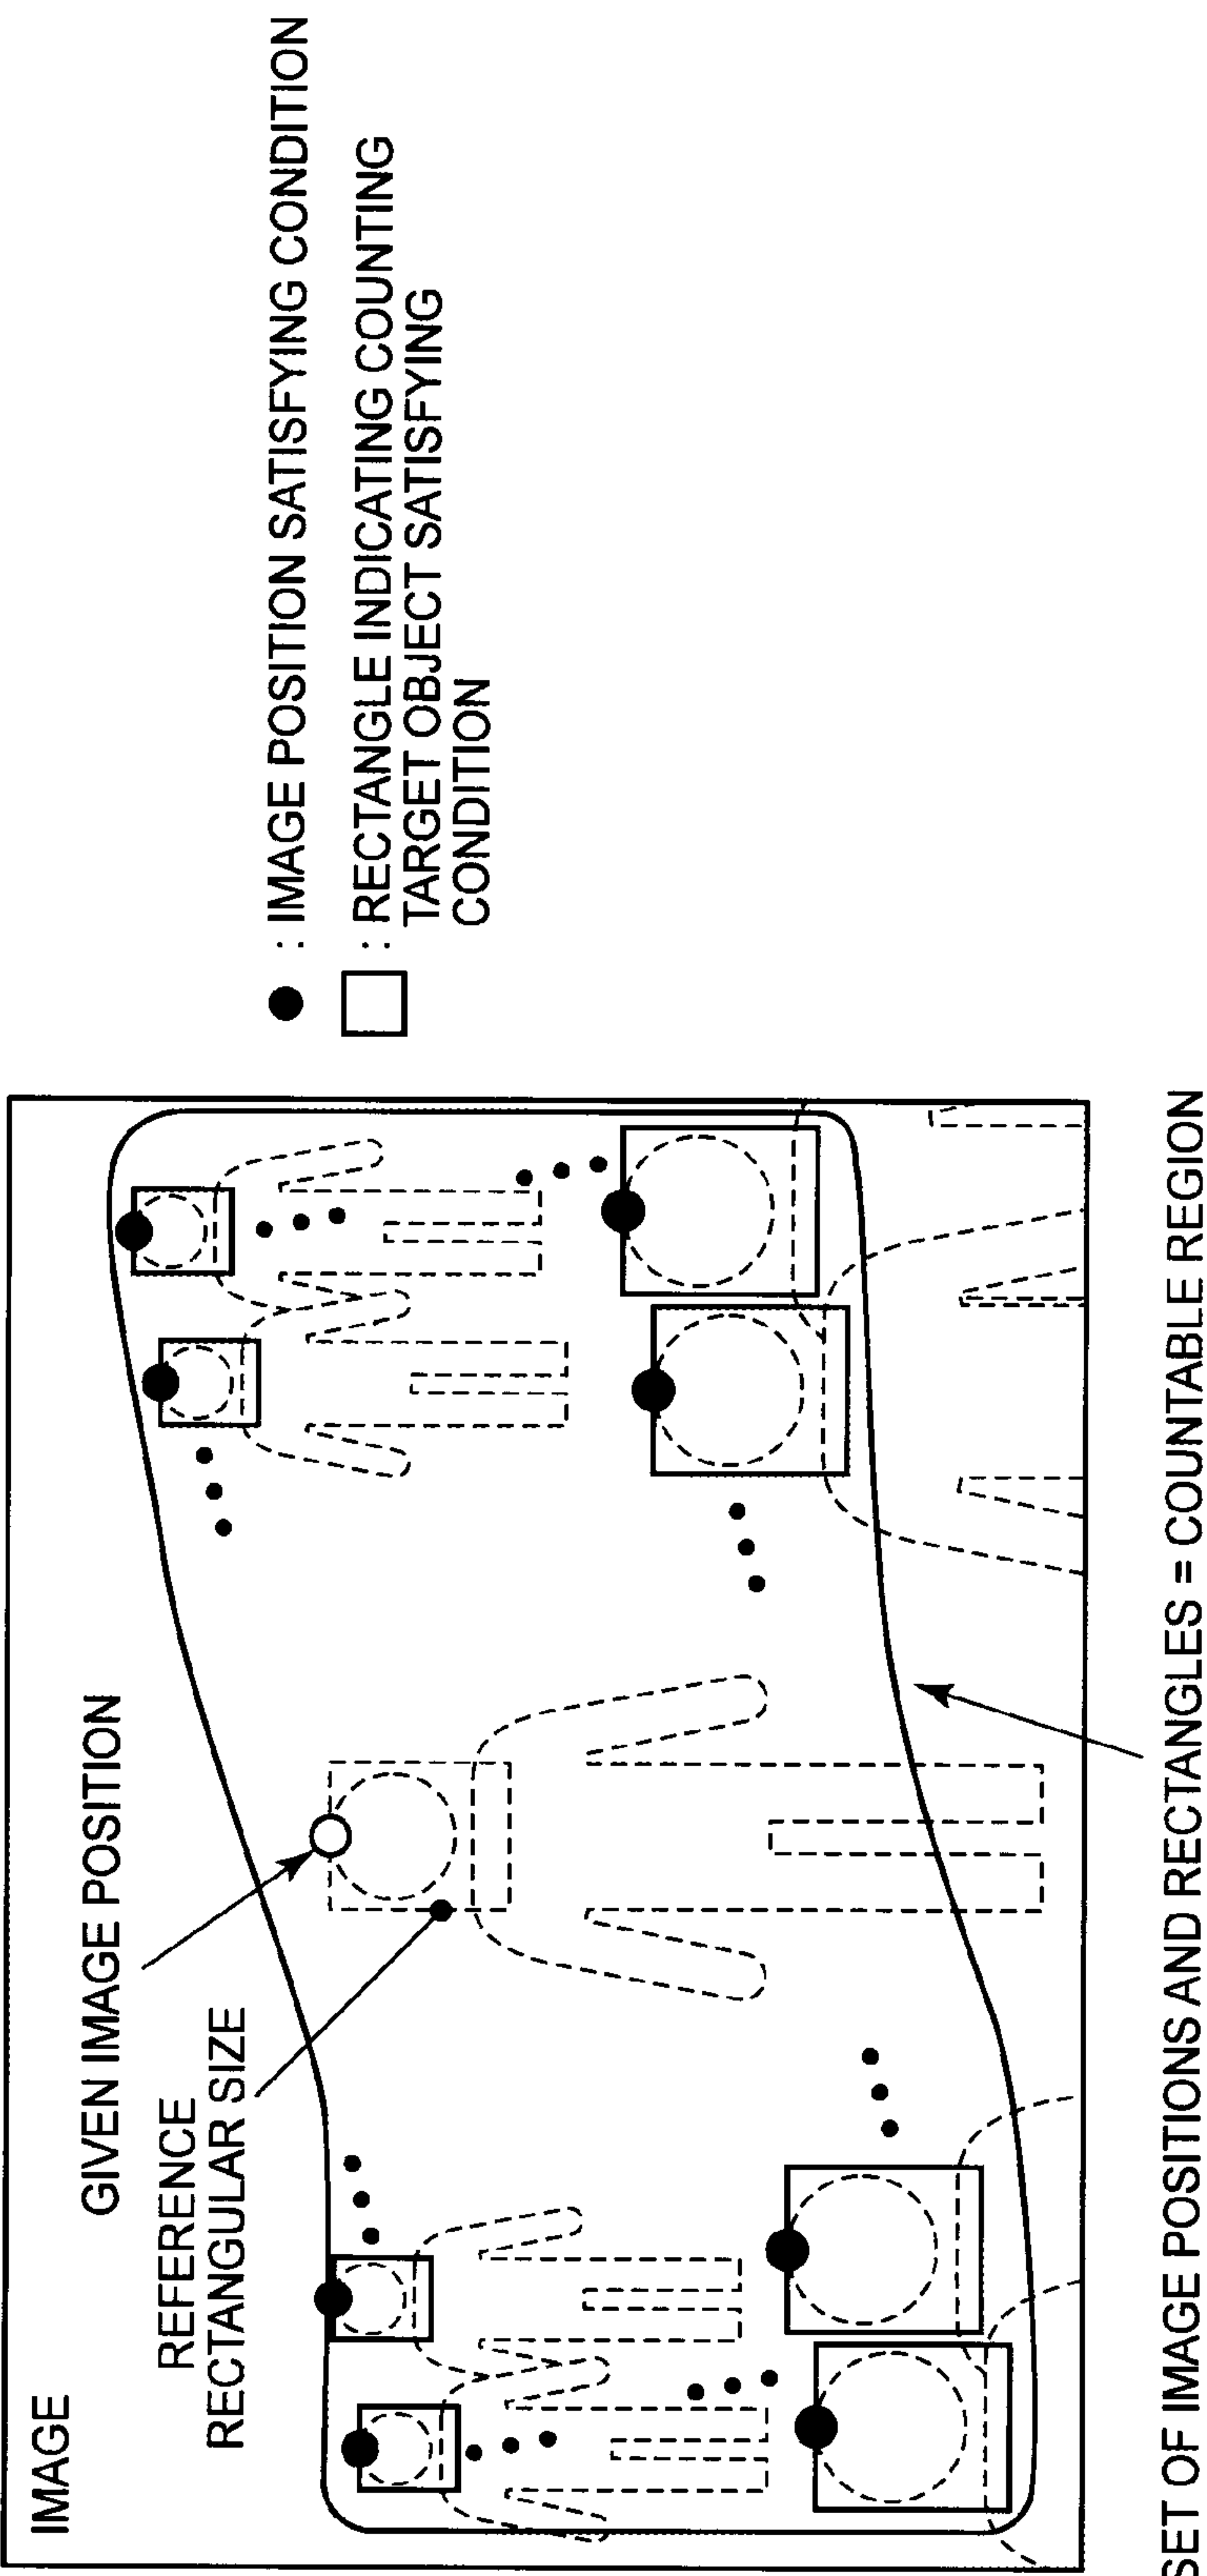 IMAGE
GIVEN IMAGE POSITION
REFERENCE
RECTANGULAR SIZE
: IMAGE POSITION SATISFYING CONDITION
: RECTANGLE INDICATING COUNTING
TARGET OBJECT SATISFYING
CONDITION
SET OF IMAGE POSITIONS AND RECTANGLES = COUNTABLE REGION